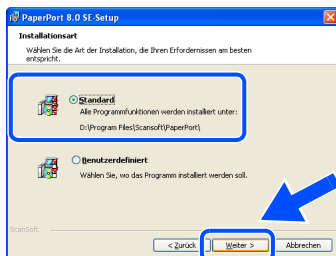 PaperPort 8.0 SE-Setup
Installationsart
Wählen Sie die Art der Installation, die Ihren Erfordernissen am besten
entspricht.
Standard
Alle Programmfunktionen werden installiert unter:
D:\Program Files\Scansoft\PaperPort\
Benutzerdefiniert
Wählen Sie, wo das Programm installiert werden soll.
ScanSoft
< Zurück Weiter > Abbrechen